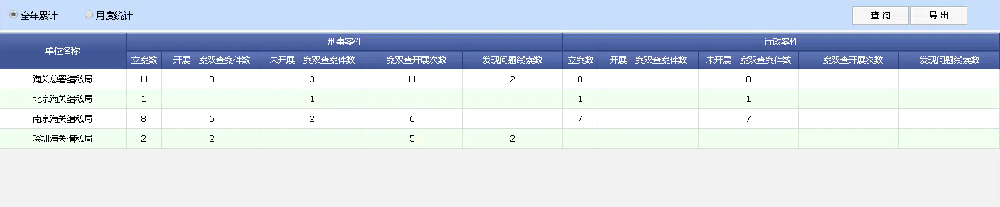 全年累计 月度统计 查 询 导 出
单位名称 刑事案件 行政案件
立案数 开展一案双查案件数 未开展一案双查案件数 一案双查开展次数 发现问题线索数 立案数 开展一案双查案件数 未开展一案双查案件数 一案双查开展次数 发现问题线索数
海关总署缉私局 11 8 3 11 2 8 8
北京海关缉私局 1 1 1 1
南京海关缉私局 8 6 2 6 7 7
深圳海关缉私局 2 2 5 2